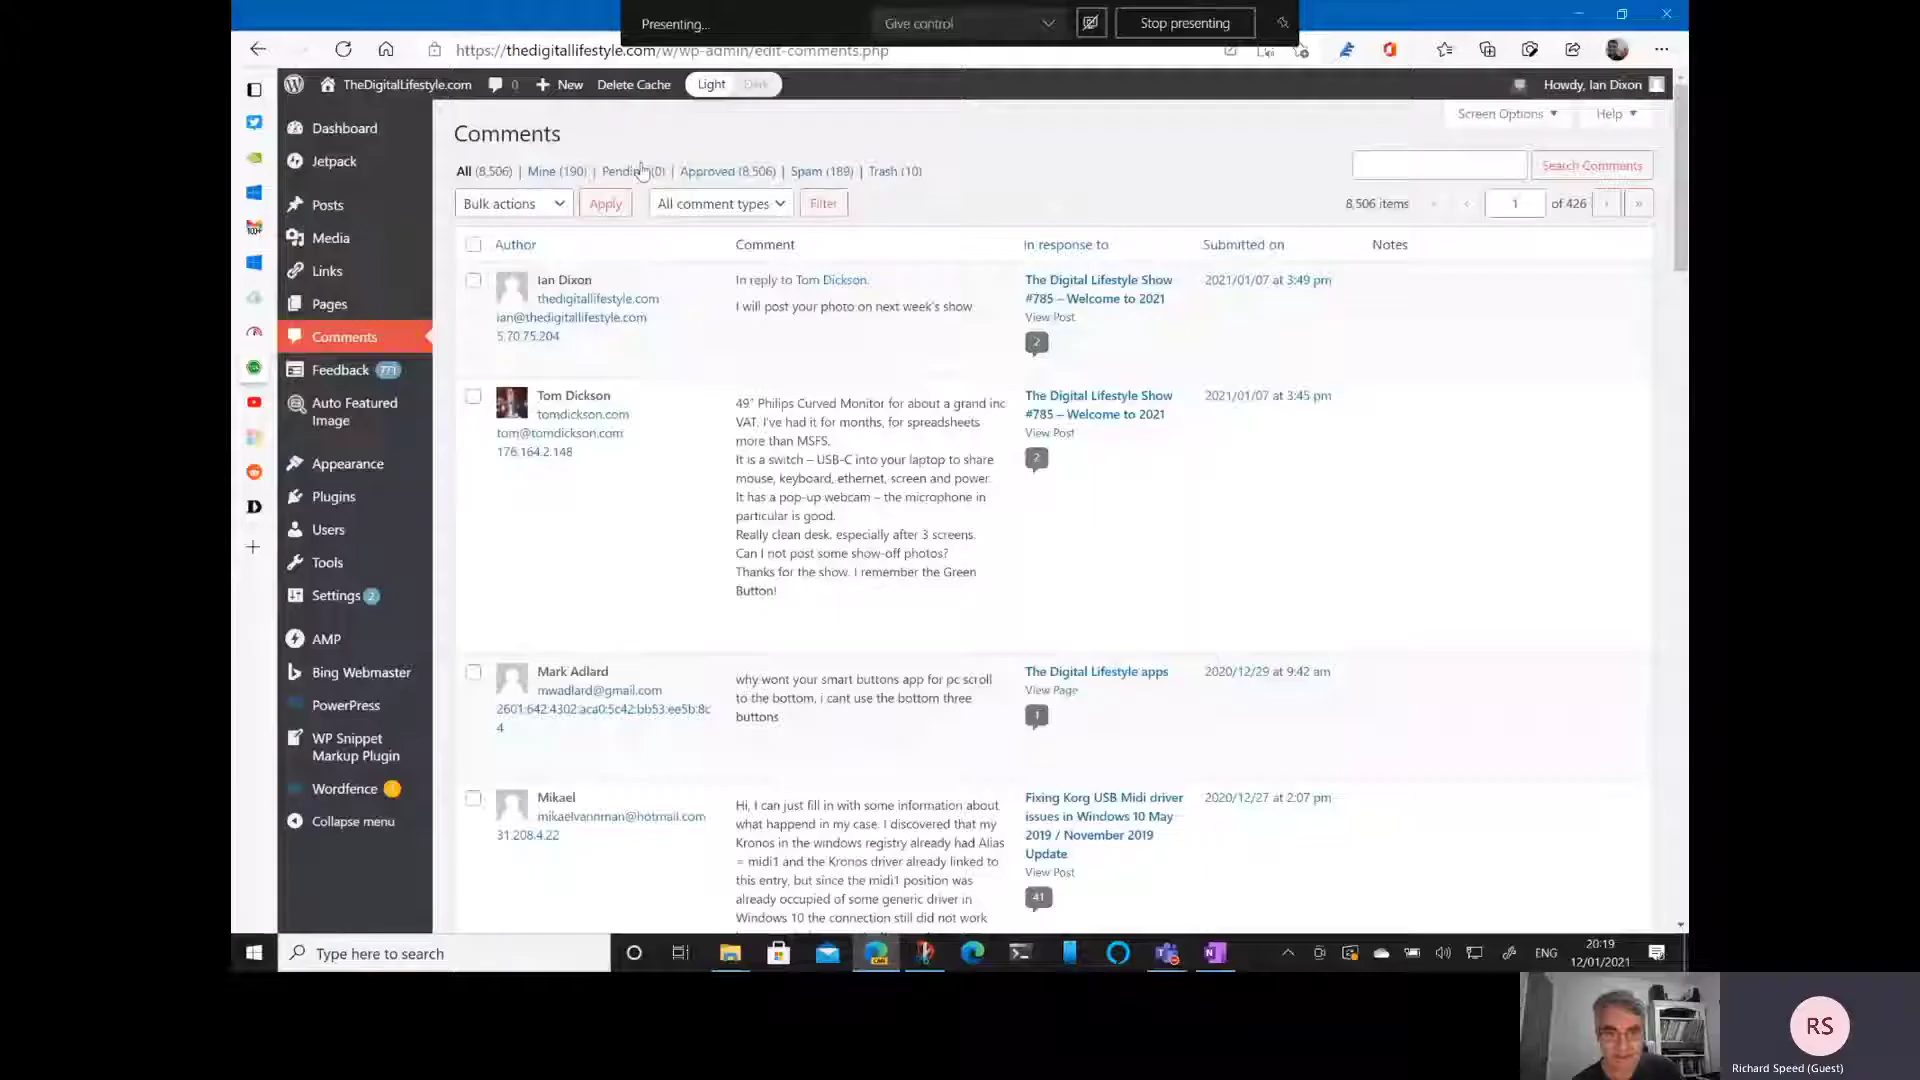 Presenting...
Give control
Stop presenting
https://thedigitallifestyle.com/w/wp-admin/edit-comments.php
TheDigitalLifestyle.com
0
New
Delete Cache
Light
Dark
Howdy, Ian Dixon
Screen Options
Help
Dashboard
Jetpack
Posts
Media
Links
Pages
Comments
Feedback 771
Auto Featured
Image
Appearance
Plugins
Users
Tools
Settings 2
AMP
Bing Webmaster
PowerPress
WP Snippet
Markup Plugin
Wordfence
Collapse menu
Comments
All (8,506) | Mine (190) | Pending (0) | Approved (8,506) | Spam (189) | Trash (10)
Search Comments
Bulk actions
Apply
All comment types
Filter
8,506 items
« ‹ 1 of 426 › »
Author
Comment
In response to
Submitted on
Notes
Ian Dixon
thedigitallifestyle.com
ian@thedigitallifestyle.com
5.70.75.204
In reply to Tom Dickson.
I will post your photo on next week's show
The Digital Lifestyle Show
#785 – Welcome to 2021
View Post
2
2021/01/07 at 3:49 pm
Tom Dickson
tomdickson.com
tom@tomdickson.com
176.164.2.148
49" Philips Curved Monitor for about a grand inc
VAT. I've had it for months, for spreadsheets
more than MSFS.
It is a switch – USB-C into your laptop to share
mouse, keyboard, ethernet, screen and power.
It has a pop-up webcam – the microphone in
particular is good.
Really clean desk, especially after 3 screens.
Can I not post some show-off photos?
Thanks for the show. I remember the Green
Button!
The Digital Lifestyle Show
#785 – Welcome to 2021
View Post
2
2021/01/07 at 3:45 pm
Mark Adlard
mwadlard@gmail.com
2601:642:4302:aca0:5c42:bb53:ee5b:8c
4
why wont your smart buttons app for pc scroll
to the bottom, i cant use the bottom three
buttons
The Digital Lifestyle apps
View Page
1
2020/12/29 at 9:42 am
Mikael
mikaelvannman@hotmail.com
31.208.4.22
Hi, I can just fill in with some information about
what happend in my case. I discovered that my
Kronos in the windows registry already had Alias
= midi1 and the Kronos driver already linked to
this entry, but since the midi1 position was
already occupied of some generic driver in
Windows 10 the connection still did not work
Fixing Korg USB Midi driver
issues in Windows 10 May
2019 / November 2019
Update
View Post
41
2020/12/27 at 2:07 pm
Type here to search
ENG
20:19
12/01/2021
RS
Richard Speed (Guest)